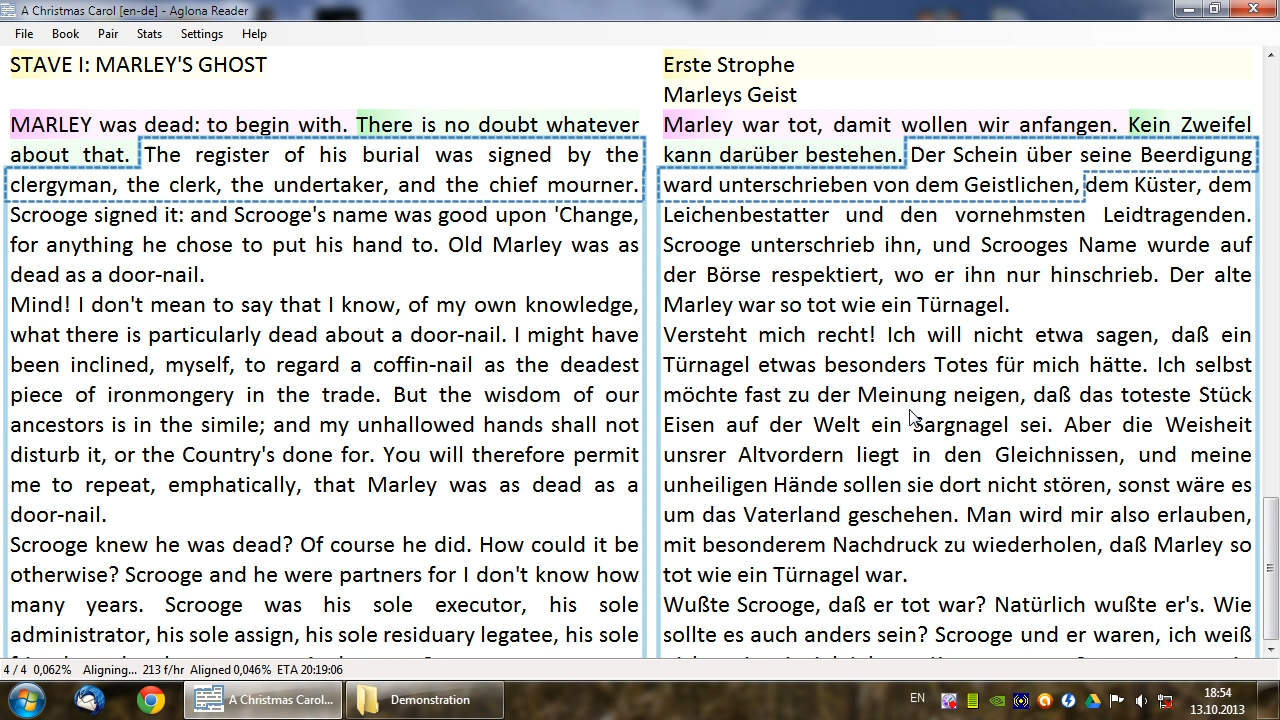 A Christmas Carol [en-de] - Aglona Reader
File Book Pair Stats Settings Help
STAVE I: MARLEY'S GHOST
MARLEY was dead: to begin with. There is no doubt whatever
about that. The register of his burial was signed by the
clergyman, the clerk, the undertaker, and the chief mourner.
Scrooge signed it: and Scrooge's name was good upon 'Change,
for anything he chose to put his hand to. Old Marley was as
dead as a door-nail.
Mind! I don't mean to say that I know, of my own knowledge,
what there is particularly dead about a door-nail. I might have
been inclined, myself, to regard a coffin-nail as the deadest
piece of ironmongery in the trade. But the wisdom of our
ancestors is in the simile; and my unhallowed hands shall not
disturb it, or the Country's done for. You will therefore permit
me to repeat, emphatically, that Marley was as dead as a
door-nail.
Scrooge knew he was dead? Of course he did. How could it be
otherwise? Scrooge and he were partners for I don't know how
many years. Scrooge was his sole executor, his sole
administrator, his sole assign, his sole residuary legatee, his sole
Erste Strophe
Marleys Geist
Marley war tot, damit wollen wir anfangen. Kein Zweifel
kann darüber bestehen. Der Schein über seine Beerdigung
ward unterschrieben von dem Geistlichen, dem Küster, dem
Leichenbestatter und den vornehmsten Leidtragenden.
Scrooge unterschrieb ihn, und Scrooges Name wurde auf
der Börse respektiert, wo er ihn nur hinschrieb. Der alte
Marley war so tot wie ein Türnagel.
Versteht mich recht! Ich will nicht etwa sagen, daß ein
Türnagel etwas besonders Totes für mich hätte. Ich selbst
möchte fast zu der Meinung neigen, daß das toteste Stück
Eisen auf der Welt ein Sargnagel sei. Aber die Weisheit
unsrer Altvordern liegt in den Gleichnissen, und meine
unheiligen Hände sollen sie dort nicht stören, sonst wäre es
um das Vaterland geschehen. Man wird mir also erlauben,
mit besonderem Nachdruck zu wiederholen, daß Marley so
tot wie ein Türnagel war.
Wußte Scrooge, daß er tot war? Natürlich wußte er's. Wie
sollte es auch anders sein? Scrooge und er waren, ich weiß
4 / 4 0,062% Aligning... 213 f/hr Aligned 0,046% ETA 20:19:06
A Christmas Carol... Demonstration EN 18:54
13.10.2013